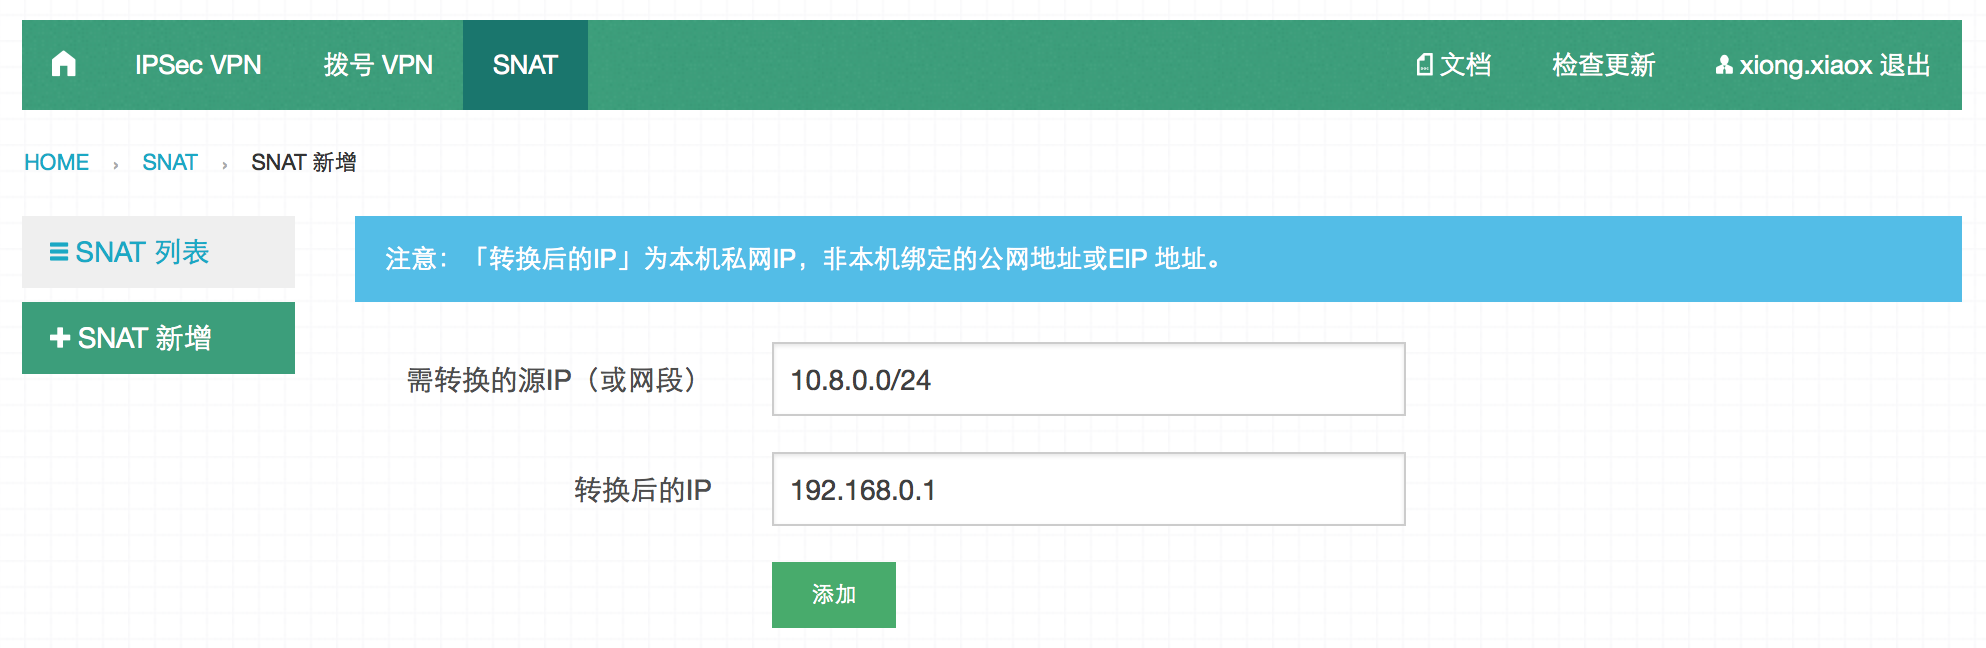 IPSec VPN 拨号 VPN SNAT 文档 检查更新 xiong.xiaox 退出
HOME › SNAT › SNAT 新增
SNAT 列表
SNAT 新增
注意：「转换后的IP」为本机私网IP，非本机绑定的公网地址或EIP 地址。
需转换的源IP（或网段） 10.8.0.0/24
转换后的IP 192.168.0.1
添加